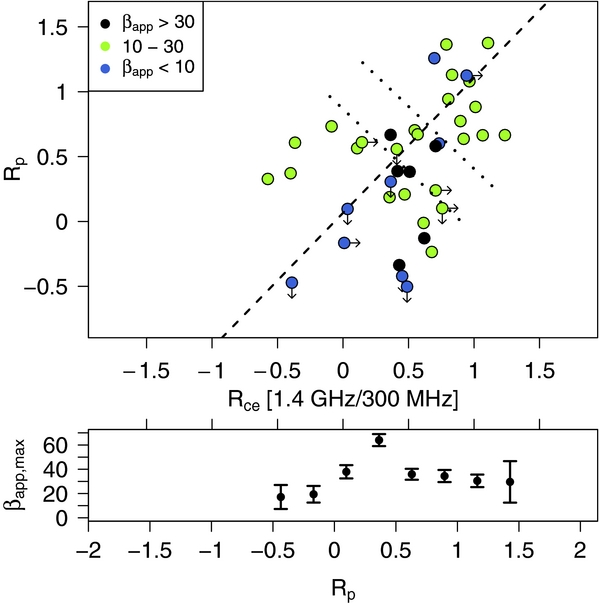 β_app > 30
10 − 30
β_app < 10
1.5
1
0.5
0
−0.5
R_p
−1.5 −1 −0.5 0 0.5 1 1.5
R_ce [1.4 GHz/300 MHz]
60
40
20
0
β_app,max
−2 −1.5 −1 −0.5 0 0.5 1 1.5 2
R_p